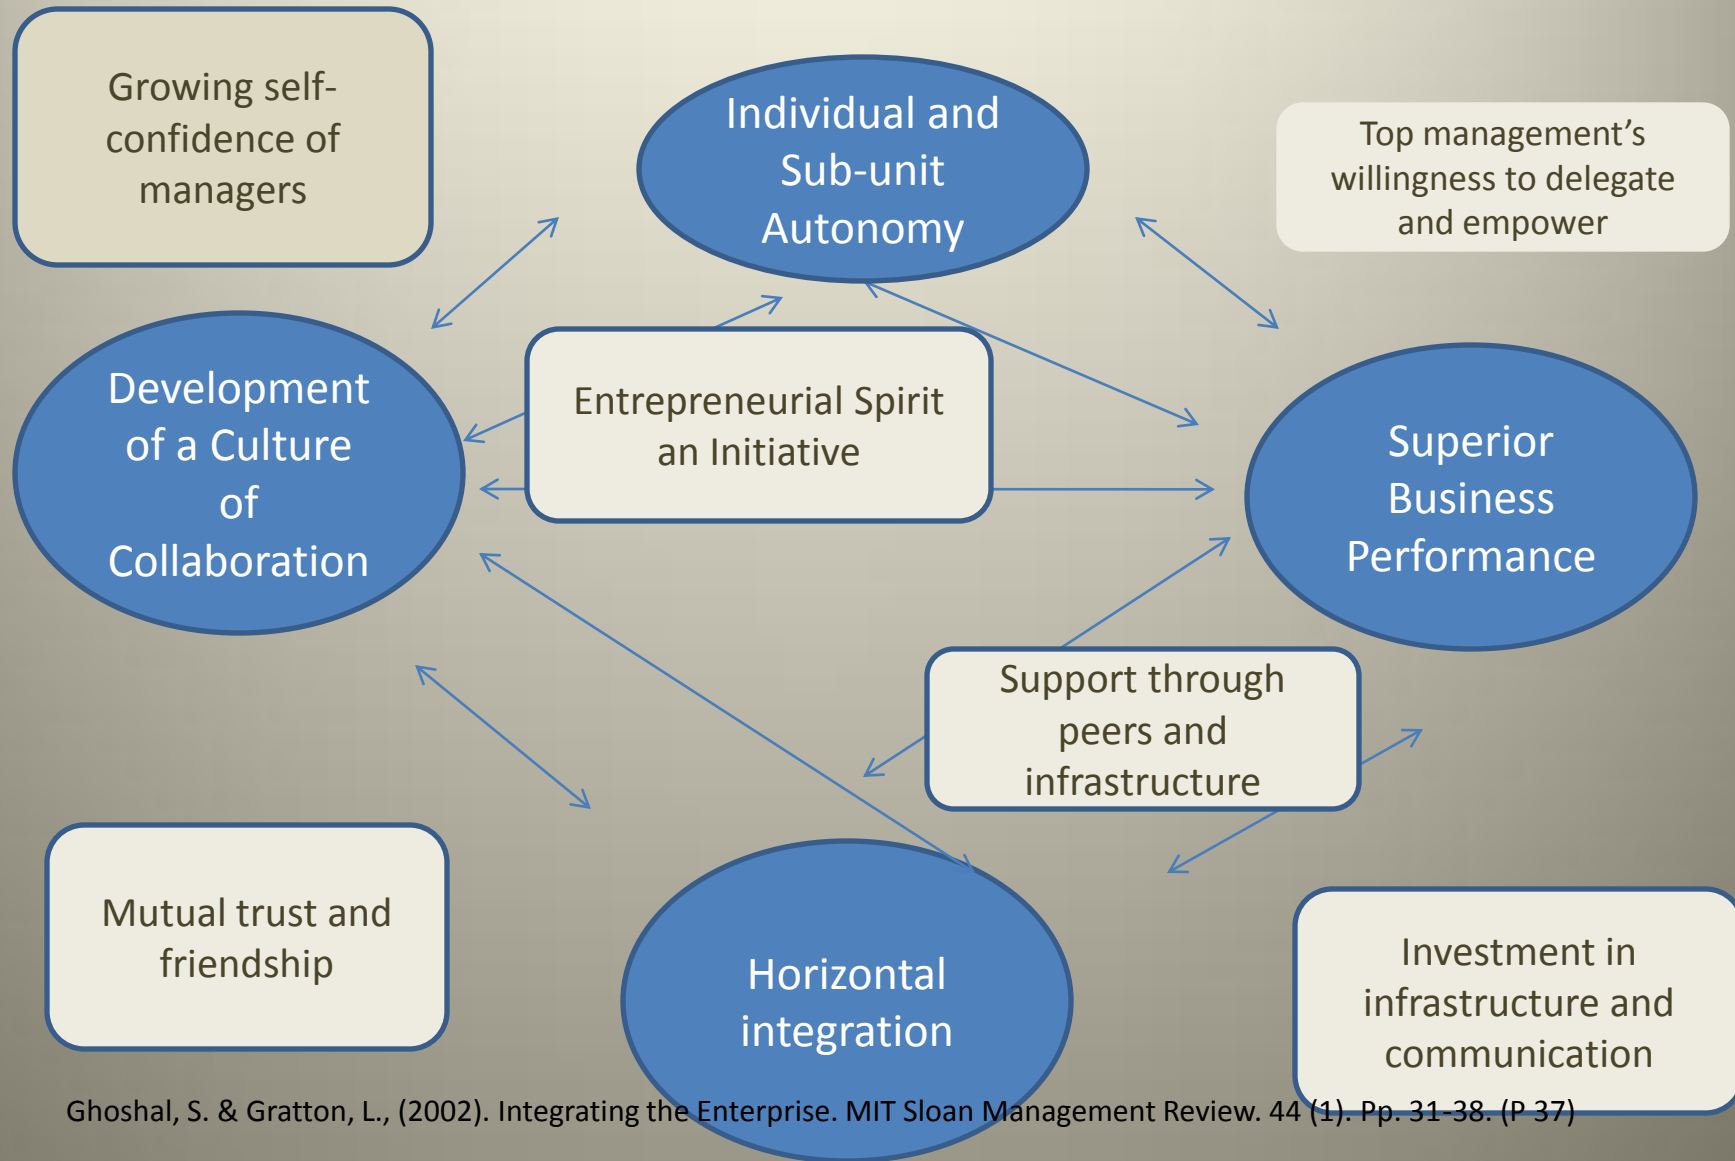 Growing self-
confidence of
managers
Individual and
Sub-unit
Autonomy
Top management’s
willingness to delegate
and empower
Development
of a Culture
of
Collaboration
Entrepreneurial Spirit
an Initiative
Superior
Business
Performance
Support through
peers and
infrastructure
Mutual trust and
friendship
Horizontal
integration
Investment in
infrastructure and
communication
Ghoshal, S. & Gratton, L., (2002). Integrating the Enterprise. MIT Sloan Management Review. 44 (1). Pp. 31-38. (P 37)